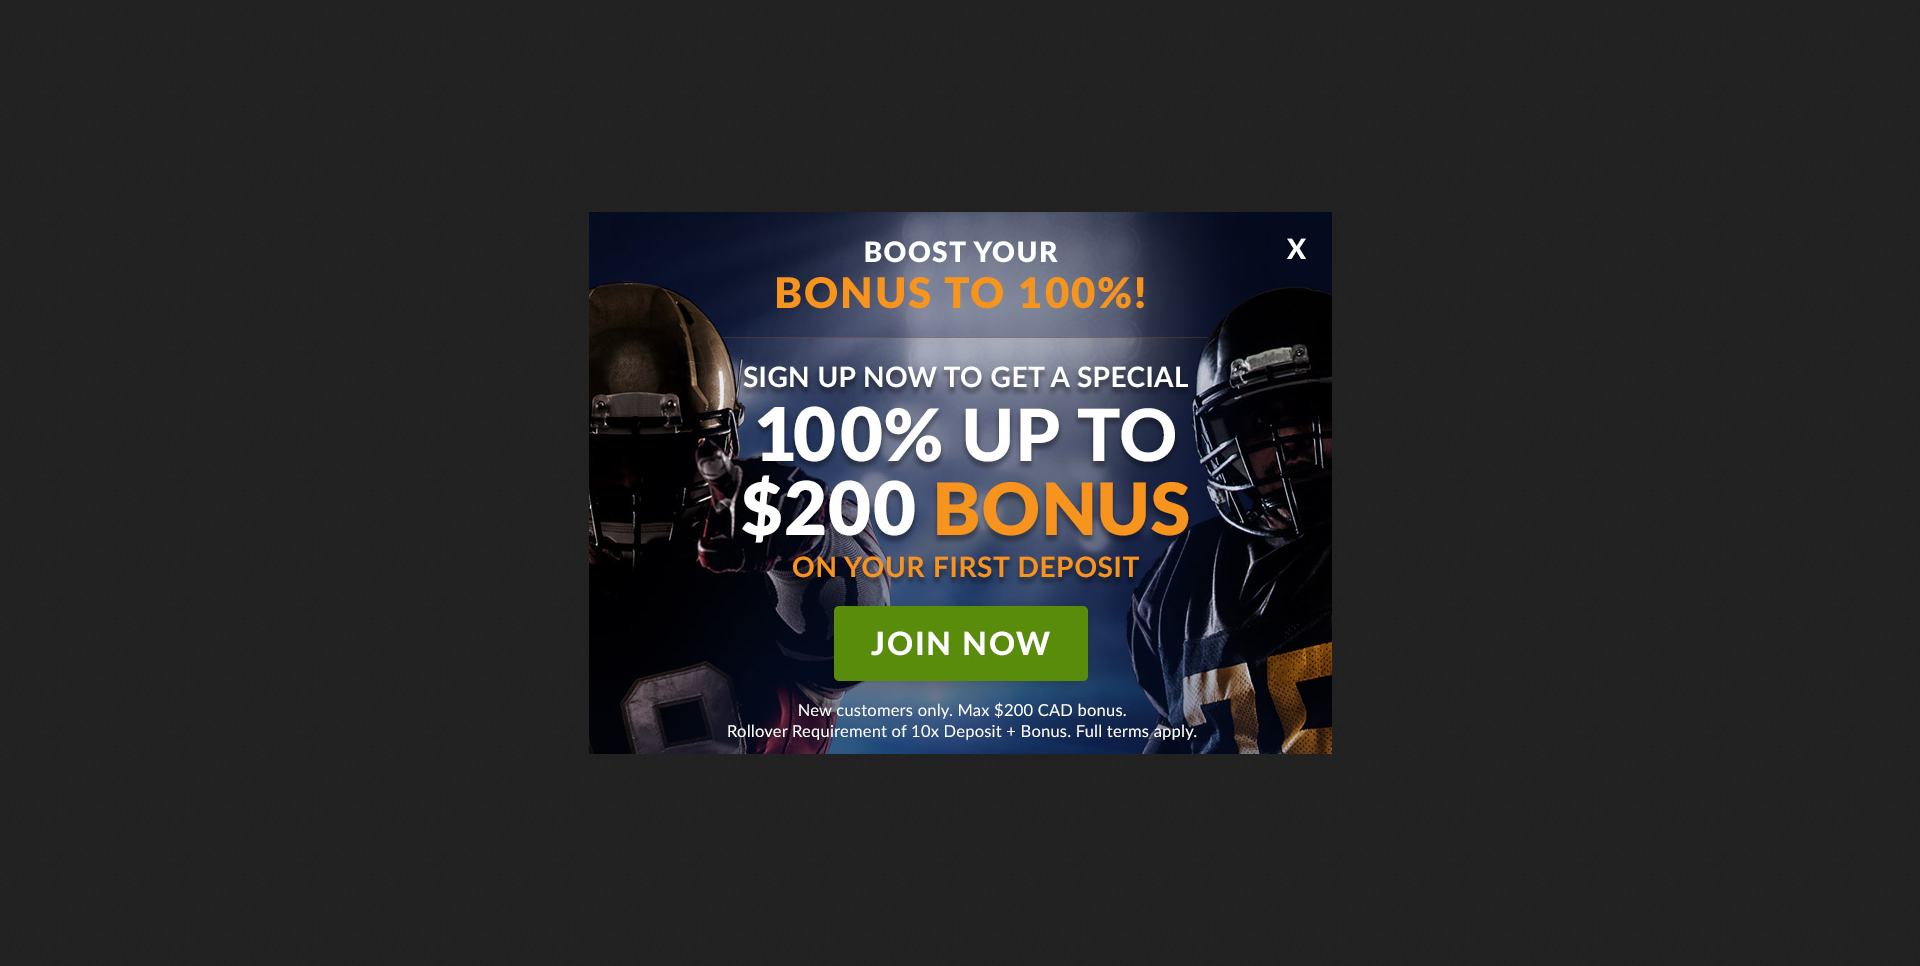 BOOST YOUR
X
BONUS TO 100%!
SIGN UP NOW TO GET A SPECIAL
100% UP TO
$200 BONUS
ON YOUR FIRST DEPOSIT
JOIN NOW
New customers only. Max $200 CAD bonus.
Rollover Requirement of 10x Deposit + Bonus. Full terms apply.